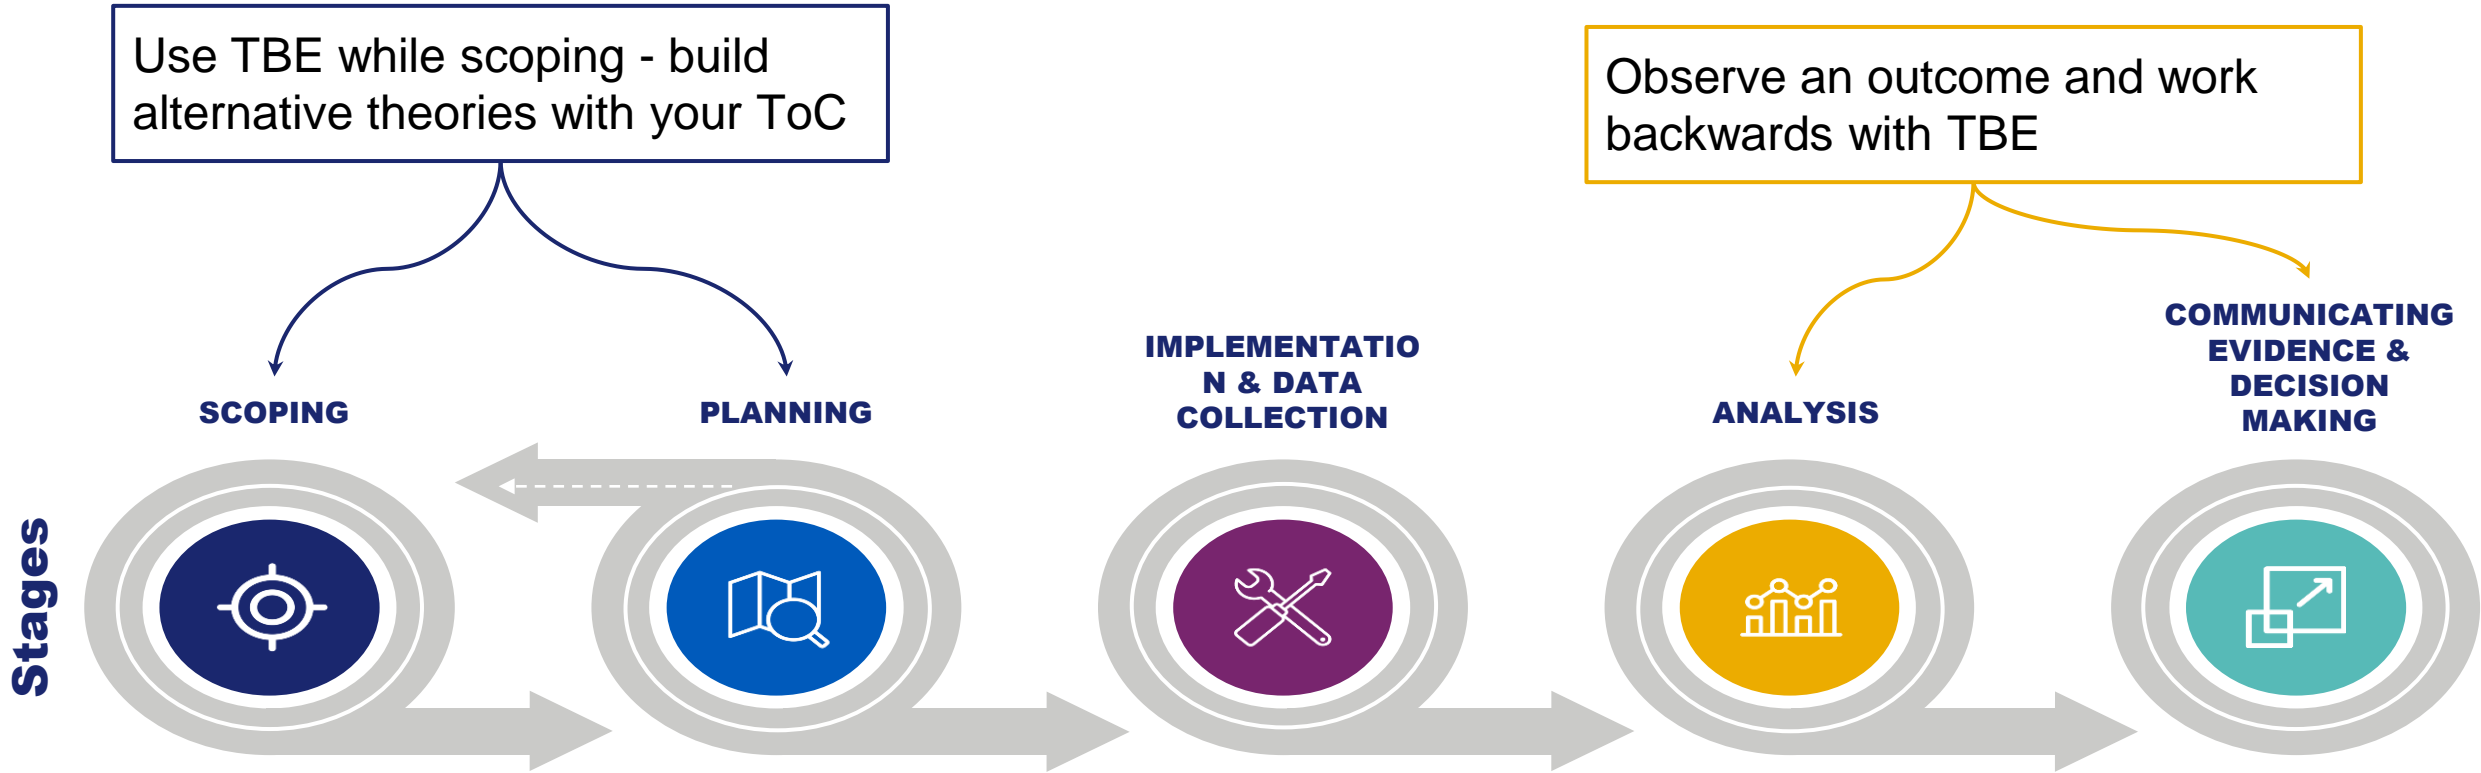 Use TBE while scoping - build
alternative theories with your ToC
Observe an outcome and work
backwards with TBE
SCOPING
PLANNING
IMPLEMENTATIO
N & DATA
COLLECTION
ANALYSIS
COMMUNICATING
EVIDENCE &
DECISION
MAKING
Stages